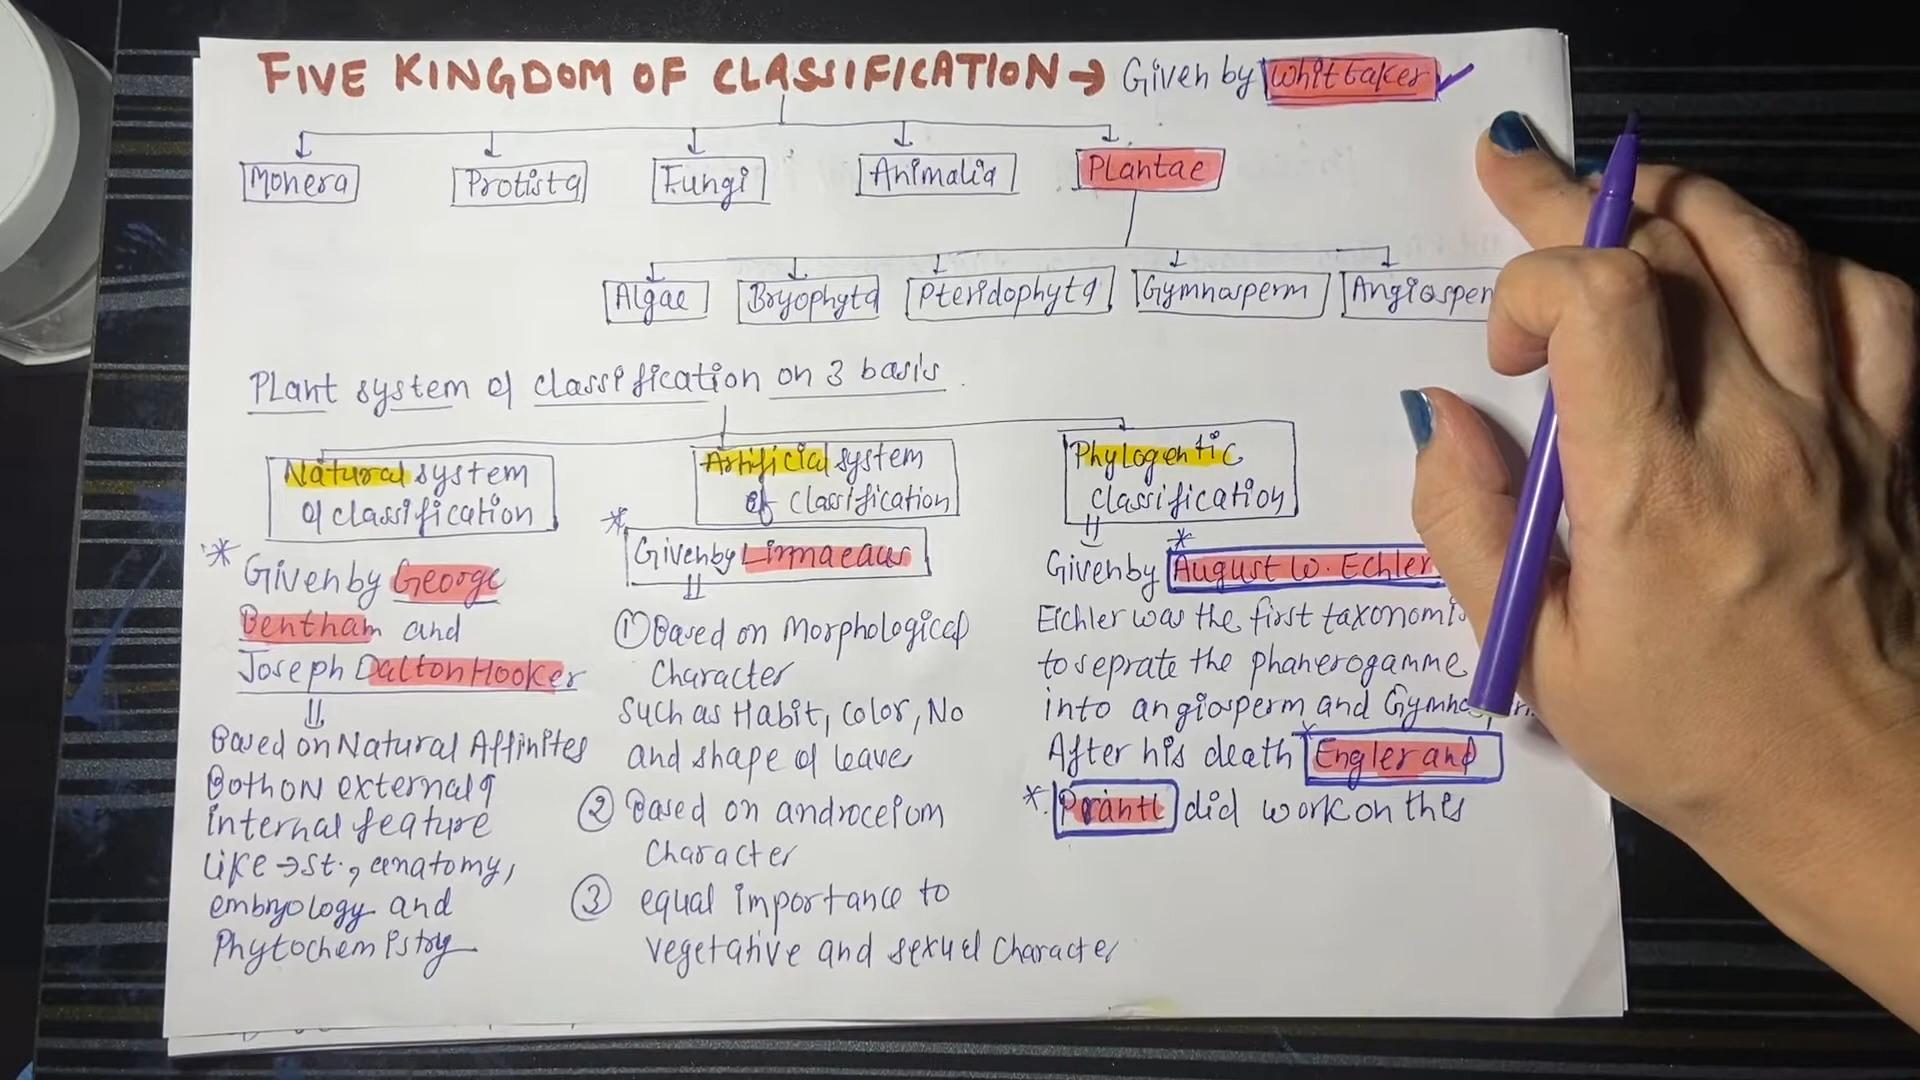 FIVE KINGDOM OF CLASSIFICATION → Given by Whittaker ✓
Monera Protista Fungi Animalia Plantae
Algae Bryophyta Pteridophyta Gymnosperm Angiosper
Plant system of classification on 3 basis.
Natural system
of classification
Artificial system
of classification
Phylogentic
classification
* Given by George
Bentham and
Joseph Dalton Hooker
Based on Natural Affinites
Both on external &
internal feature
like → st., anatomy,
embryology and
Phytochemistry
* Given by Linnaeaus
① Based on Morphological
Character
Such as Habit, color, No
and shape of leave
② Based on androceiom
Character
③ equal importance to
vegetative and sexual Character
* Given by August W. Echler
Eichler was the first taxonomis
to seprate the phanerogamme
into angiosperm and Gymnosperm
After his death * Engler and
* Prantl did work on this